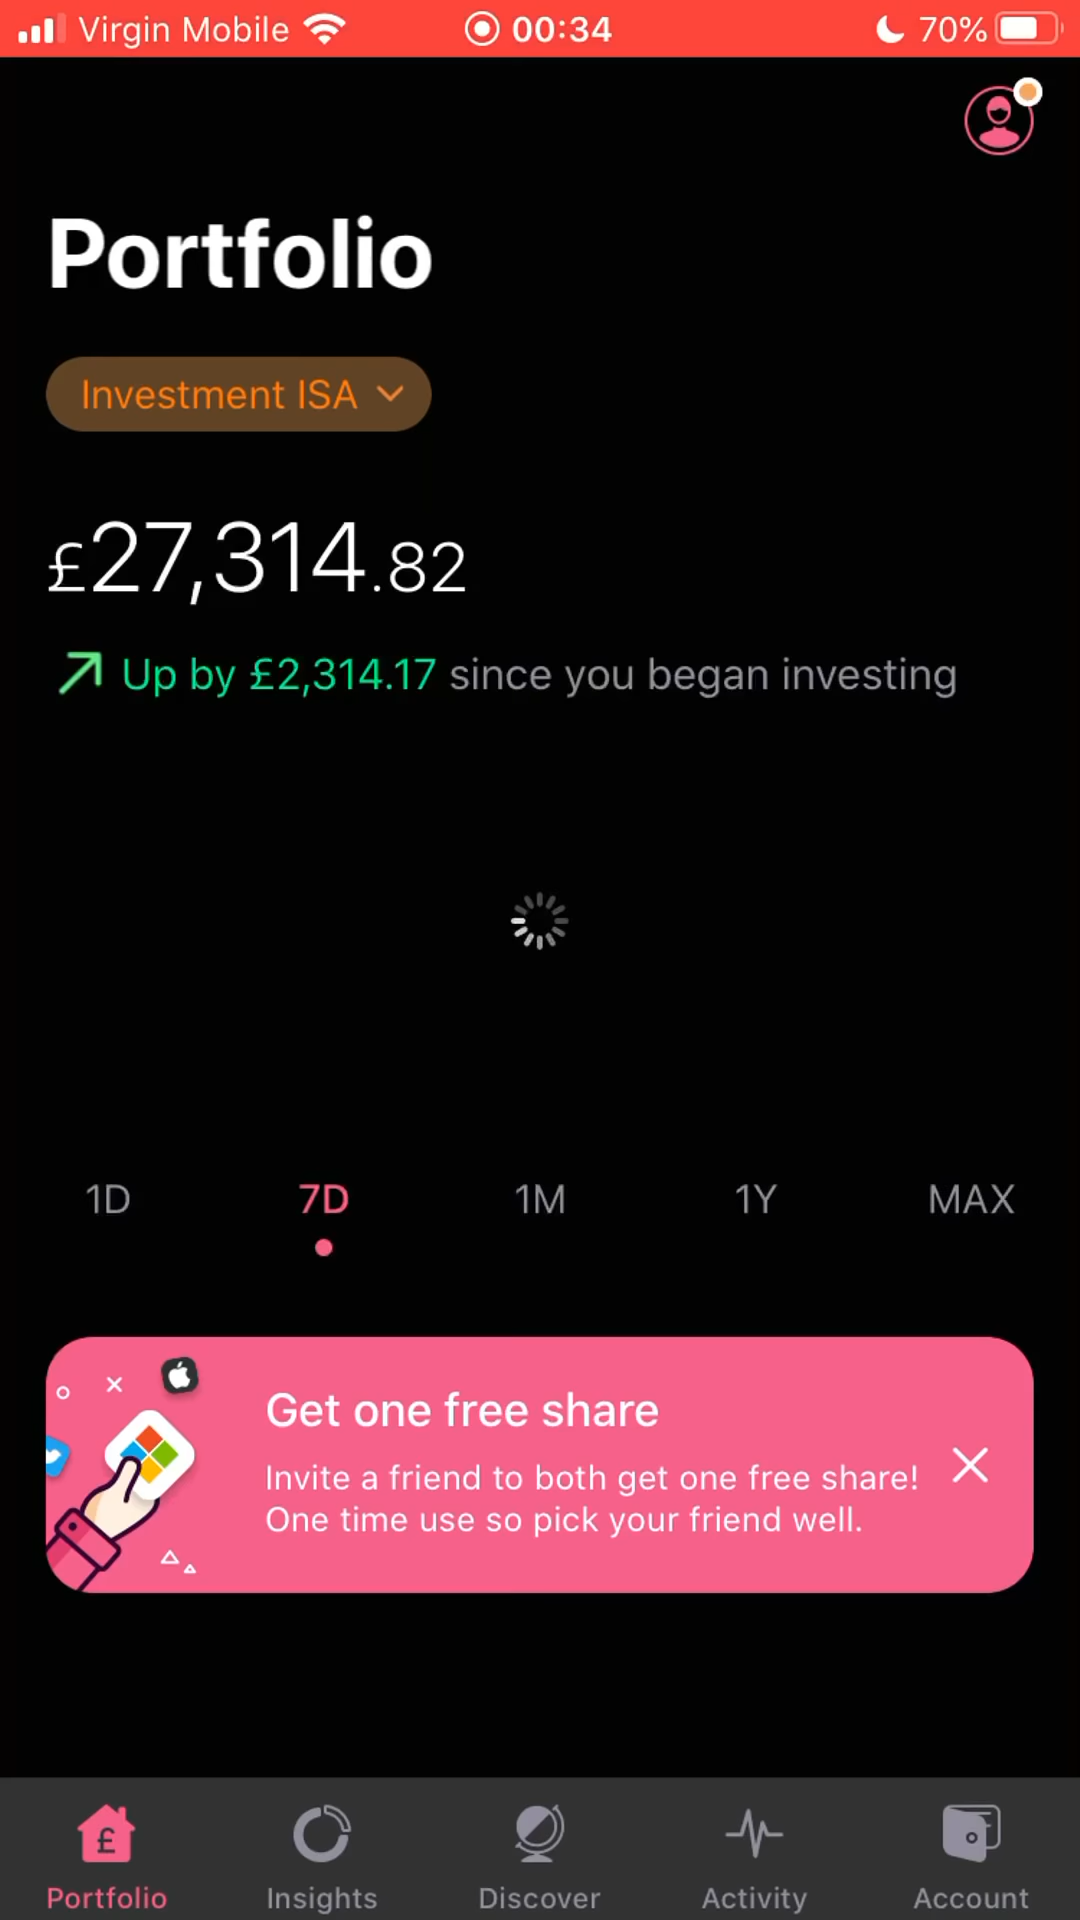 Virgin Mobile 00:34 70%
Portfolio
Investment ISA
£27,314.82
Up by £2,314.17 since you began investing
1D 7D 1M 1Y MAX
Get one free share
Invite a friend to both get one free share!
One time use so pick your friend well.
£
Portfolio Insights Discover Activity Account